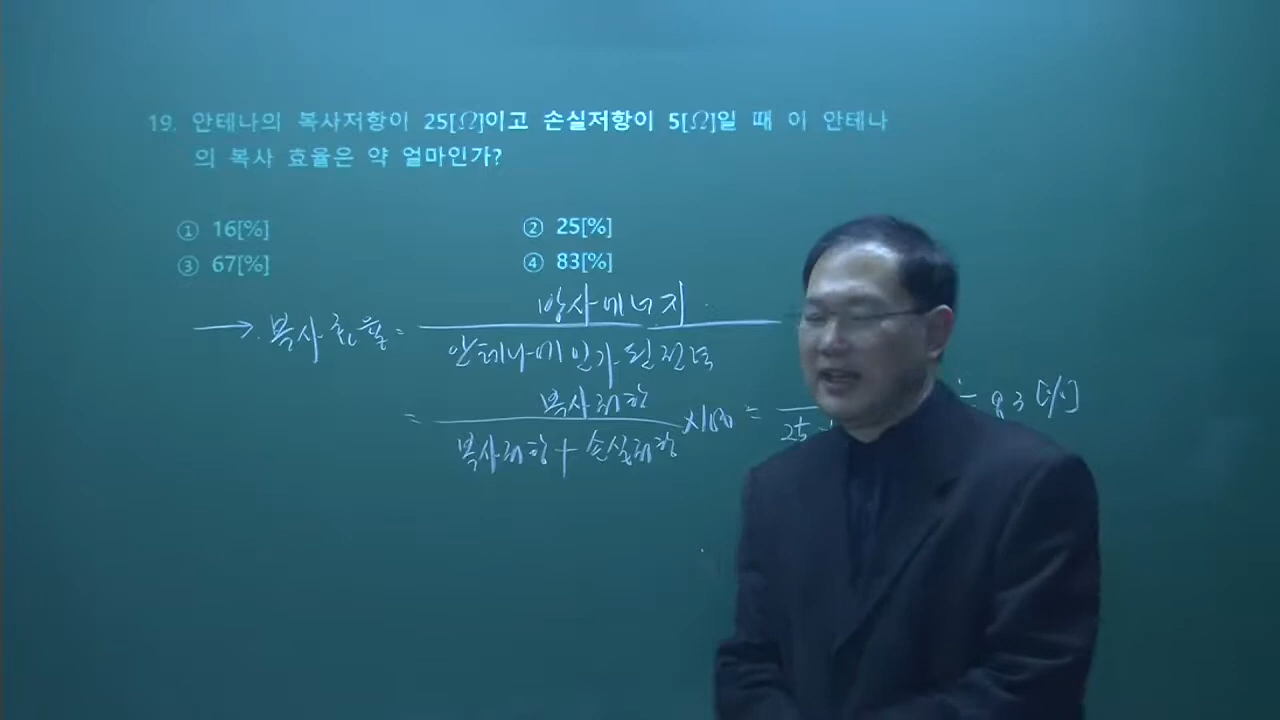 19. 안테나의 복사저항이 25[Ω]이고 손실저항이 5[Ω]일 때 이 안테나
의 복사 효율은 약 얼마인가?
① 16[%] ② 25[%]
③ 67[%] ④ 83[%]
방사에너지
→ 복사효율 =
안테나에 인가된 전력
복사저항
= × 100 =
복사저항 + 손실저항
25 ≒ 83 [%]